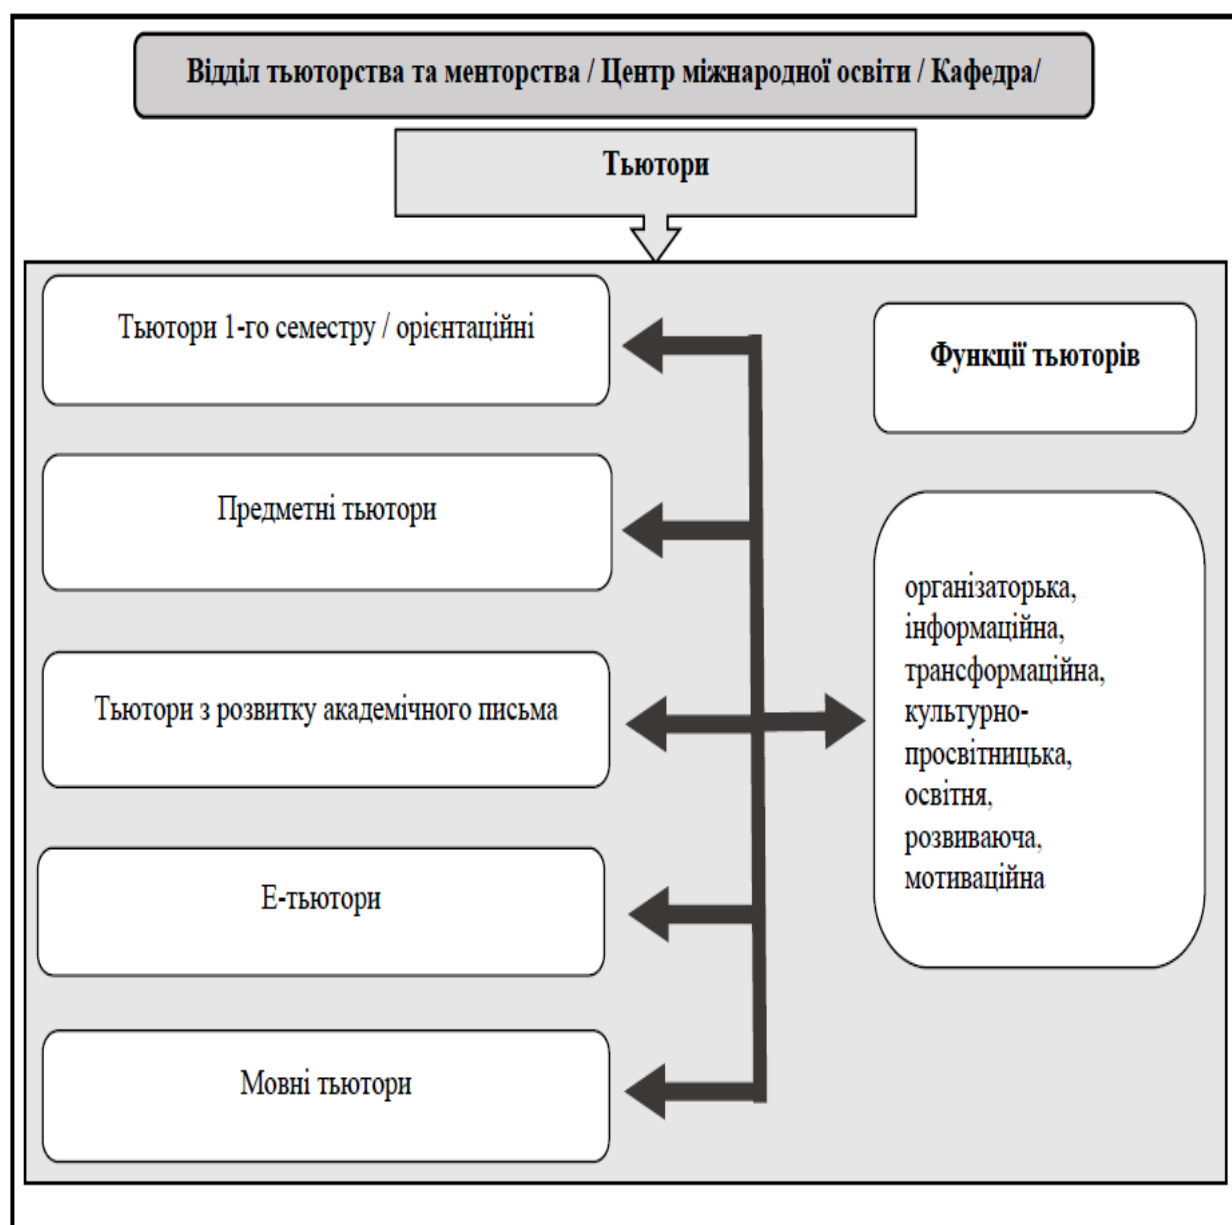 Відділ тьюторства та менторства / Центр міжнародної освіти / Кафедра/
Тьютори
Тьютори 1-го семестру / орієнтаційні
Предметні тьютори
Тьютори з розвитку академічного письма
Е-тьютори
Мовні тьютори
Функції тьюторів
організаторька,
інформаційна,
трансформаційна,
культурно-
просвітницька,
освітня,
розвиваюча,
мотиваційна